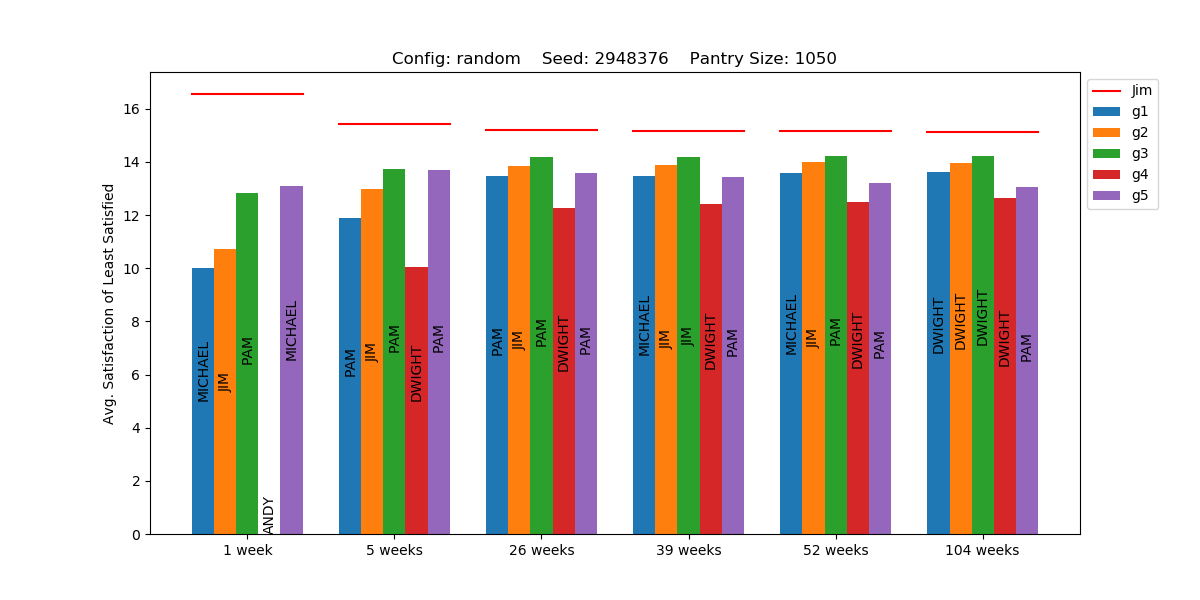 Config: random    Seed: 2948376    Pantry Size: 1050
Avg. Satisfaction of Least Satisfied
16
14
12
10
8
6
4
2
0
MICHAEL
JIM
PAM
ANDY
MICHAEL
PAM
JIM
PAM
DWIGHT
PAM
PAM
JIM
PAM
DWIGHT
PAM
MICHAEL
JIM
JIM
DWIGHT
PAM
MICHAEL
JIM
PAM
DWIGHT
PAM
DWIGHT
DWIGHT
DWIGHT
DWIGHT
PAM
1 week
5 weeks
26 weeks
39 weeks
52 weeks
104 weeks
Jim
g1
g2
g3
g4
g5